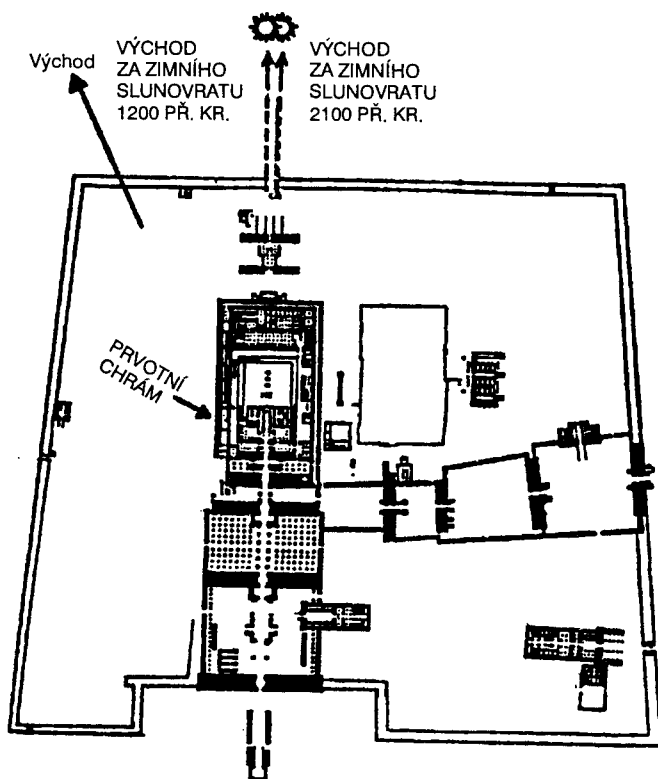 Východ
VÝCHOD
ZA ZIMNÍHO
SLUNOVRATU
1200 PŘ. KR.
VÝCHOD
ZA ZIMNÍHO
SLUNOVRATU
2100 PŘ. KR.
PRVOTNÍ
CHRÁM